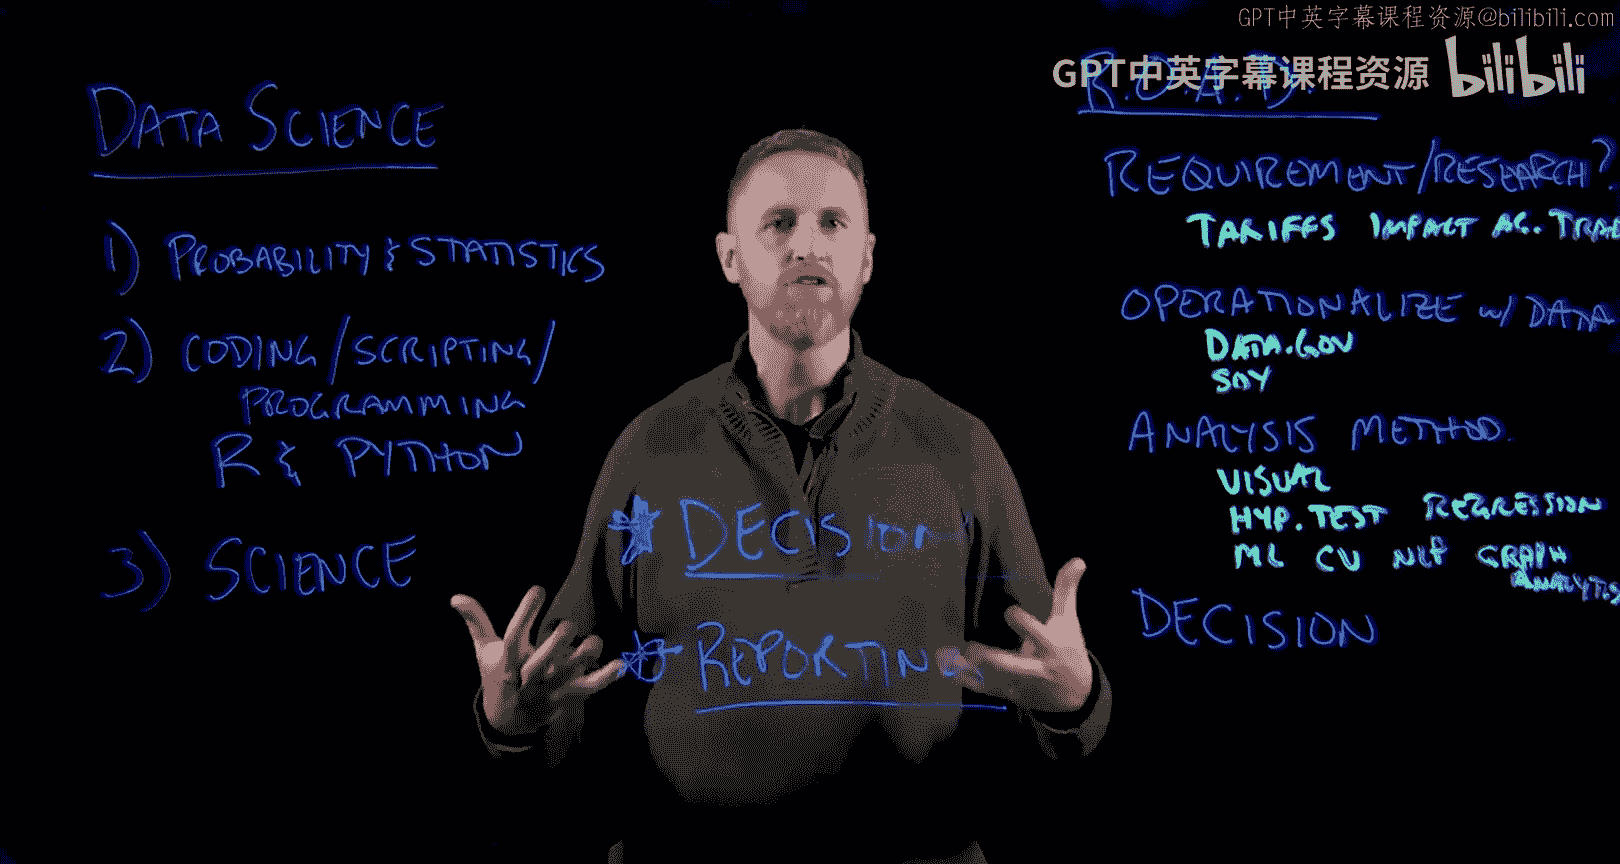 GPT中英字幕课程资源@bilibili.com
GPT中英字幕课程资源 bilibili
DATA SCIENCE
1) PROBABILITY & STATISTICS
2) CODING/SCRIPTING/
PROGRAMMING
R & PYTHON
3) SCIENCE
DECISION
REPORTING
R.O.A.D.
REQUIREMENT/RESEARCH?
TARIFFS IMPACT AG. TRAD
OPERATIONALIZE w/ DATA
DATA.GOV
SOY
ANALYSIS METHOD.
VISUAL
HYP. TEST REGRESSION
ML CV NLP GRAPH
ANALYTICS
DECISION